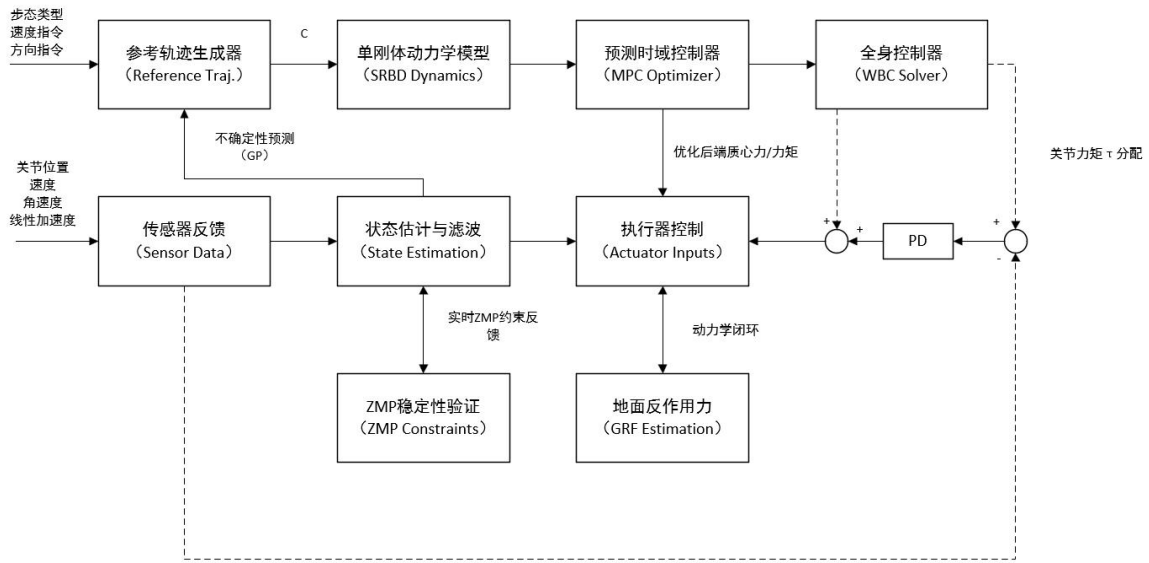 步态类型
速度指令
方向指令
参考轨迹生成器
（Reference Traj.）
C
单刚体动力学模型
（SRBD Dynamics）
预测时域控制器
（MPC Optimizer）
全身控制器
（WBC Solver）
不确定性预测
（GP）
优化后端质心力/力矩
关节力矩 τ 分配
关节位置
速度
角速度
线性加速度
传感器反馈
（Sensor Data）
状态估计与滤波
（State Estimation）
执行器控制
（Actuator Inputs）
+
+
PD
+
-
实时ZMP约束反
馈
动力学闭环
ZMP稳定性验证
（ZMP Constraints）
地面反作用力
（GRF Estimation）